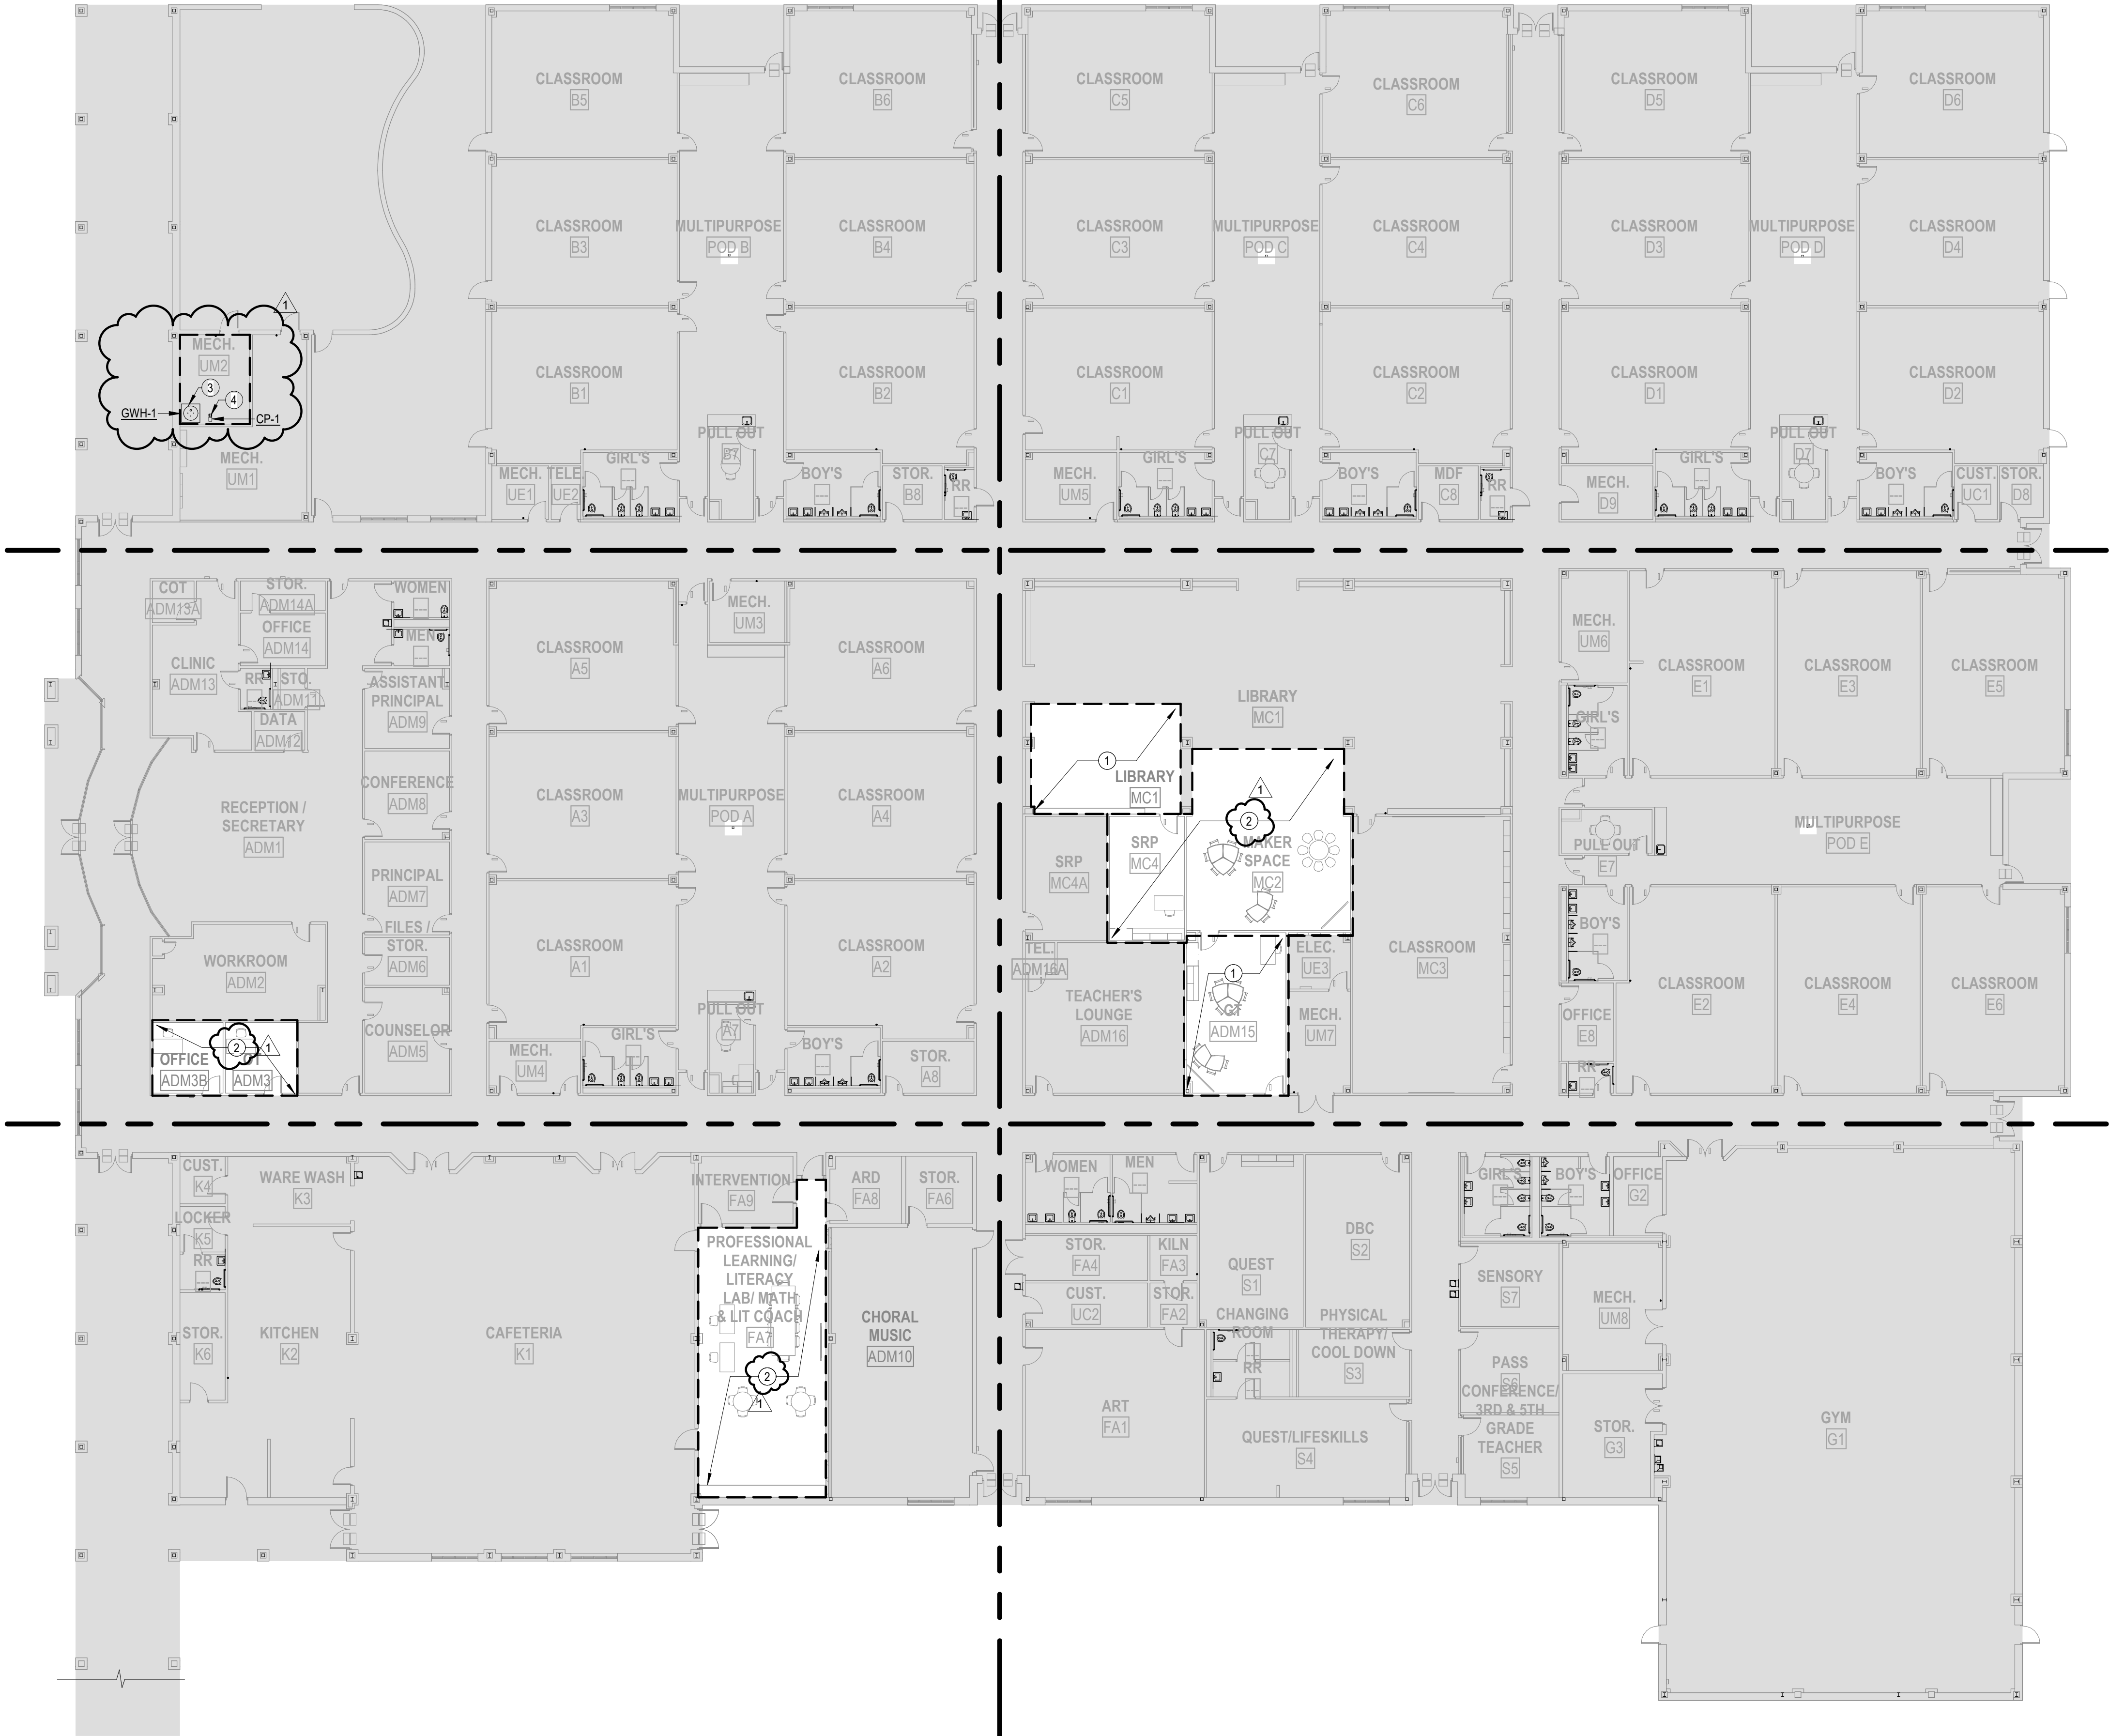 CLASSROOM
B5
CLASSROOM
B6
CLASSROOM
C5
CLASSROOM
C6
CLASSROOM
D5
CLASSROOM
D6
CLASSROOM
B3
MULTIPURPOSE
POD B
CLASSROOM
B4
CLASSROOM
C3
MULTIPURPOSE
POD C
CLASSROOM
C4
CLASSROOM
D3
MULTIPURPOSE
POD D
CLASSROOM
D4
1
MECH.
UM2
3
4
GWH-1
CP-1
MECH.
UM1
CLASSROOM
B1
CLASSROOM
B2
CLASSROOM
C1
CLASSROOM
C2
CLASSROOM
D1
CLASSROOM
D2
MECH.
UE1
TELE
UE2
GIRL'S
PULL OUT
B7
BOY'S
STOR.
B8
RR
MECH.
UM5
GIRL'S
PULL OUT
C7
BOY'S
MDF
C8
RR
MECH.
D9
GIRL'S
PULL OUT
D7
BOY'S
CUST.
UC1
STOR.
D8
COT
ADM13A
STOR.
ADM14A
OFFICE
ADM14
WOMEN
MEN
CLINIC
ADM13
RR
STO.
ADM11
DATA
ADM12
ASSISTANT
PRINCIPAL
ADM9
CONFERENCE
ADM8
RECEPTION /
SECRETARY
ADM1
PRINCIPAL
ADM7
FILES /
STOR.
ADM6
WORKROOM
ADM2
COUNSELOR
ADM5
2
1
OFFICE
ADM3B
ADM3
CLASSROOM
A5
MECH.
UM3
CLASSROOM
A6
CLASSROOM
A3
MULTIPURPOSE
POD A
CLASSROOM
A4
CLASSROOM
A1
CLASSROOM
A2
MECH.
UM4
GIRL'S
PULL OUT
A7
BOY'S
STOR.
A8
LIBRARY
MC1
1
LIBRARY
MC1
1
2
SRP
MC4A
SRP
MC4
MAKER
SPACE
MC2
CLASSROOM
MC3
TEL.
ADM16A
TEACHER'S
LOUNGE
ADM16
1
GT
ADM15
ELEC.
UE3
MECH.
UM7
MECH.
UM6
CLASSROOM
E1
CLASSROOM
E3
CLASSROOM
E5
GIRL'S
PULL OUT
E7
MULTIPURPOSE
POD E
BOY'S
OFFICE
E8
RR
CLASSROOM
E2
CLASSROOM
E4
CLASSROOM
E6
CUST.
K4
WARE WASH
K3
LOCKER
K5
RR
STOR.
K6
KITCHEN
K2
CAFETERIA
K1
INTERVENTION
FA9
ARD
FA8
STOR.
FA6
PROFESSIONAL
LEARNING/
LITERACY
LAB/ MATH
& LIT COACH
FA7
2
1
CHORAL
MUSIC
ADM10
WOMEN
MEN
STOR.
FA4
KILN
FA3
CUST.
UC2
STOR.
FA2
ART
FA1
QUEST
S1
DBC
S2
CHANGING
ROOM
RR
PHYSICAL
THERAPY/
COOL DOWN
S3
QUEST/LIFESKILLS
S4
GIRL'S
BOY'S
OFFICE
G2
SENSORY
S7
MECH.
UM8
PASS
S6
CONFERENCE/
3RD & 5TH
GRADE
TEACHER
S5
STOR.
G3
GYM
G1